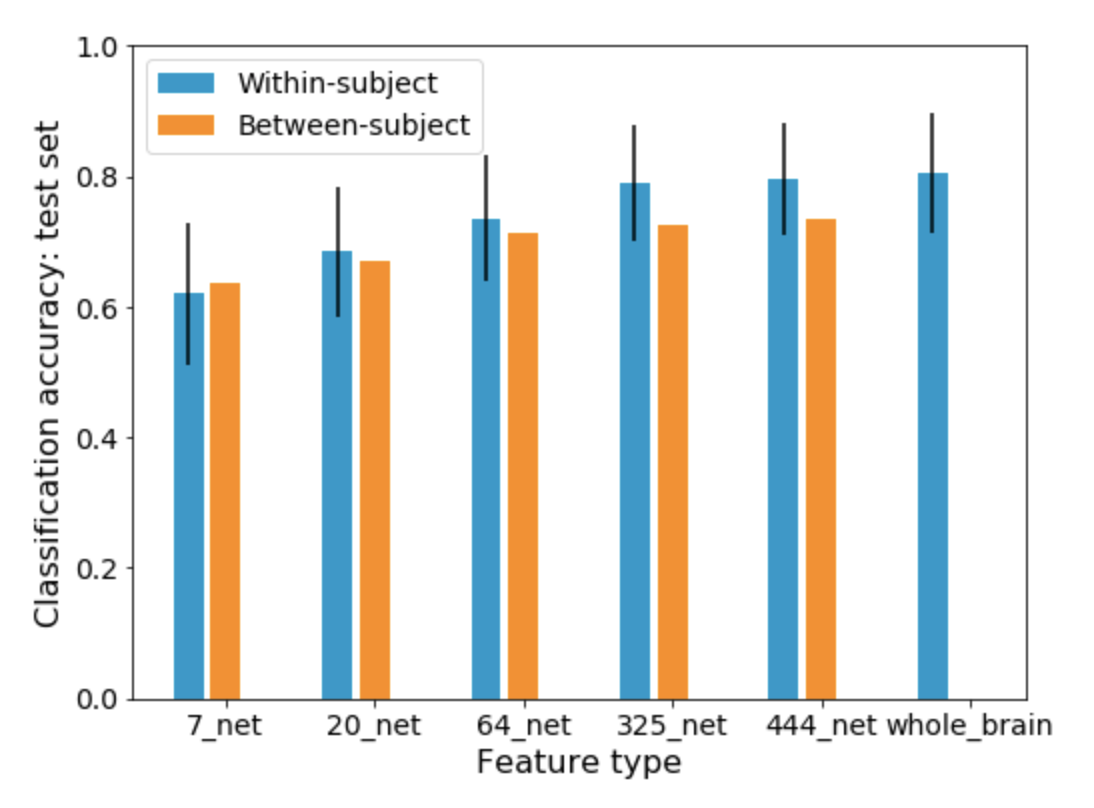 1.0
0.8
0.6
0.4
0.2
0.0
Classification accuracy: test set
Within-subject
Between-subject
7_net 20_net 64_net 325_net 444_net whole_brain
Feature type